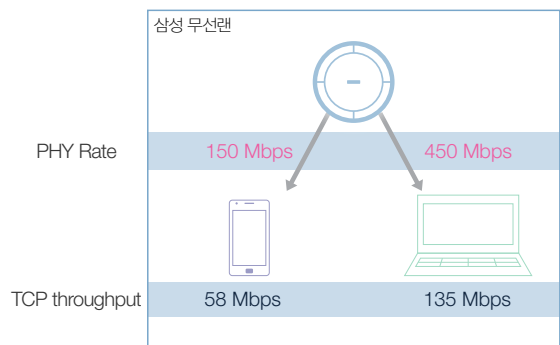 삼성 무선랜
PHY Rate 150 Mbps 450 Mbps
TCP throughput 58 Mbps 135 Mbps